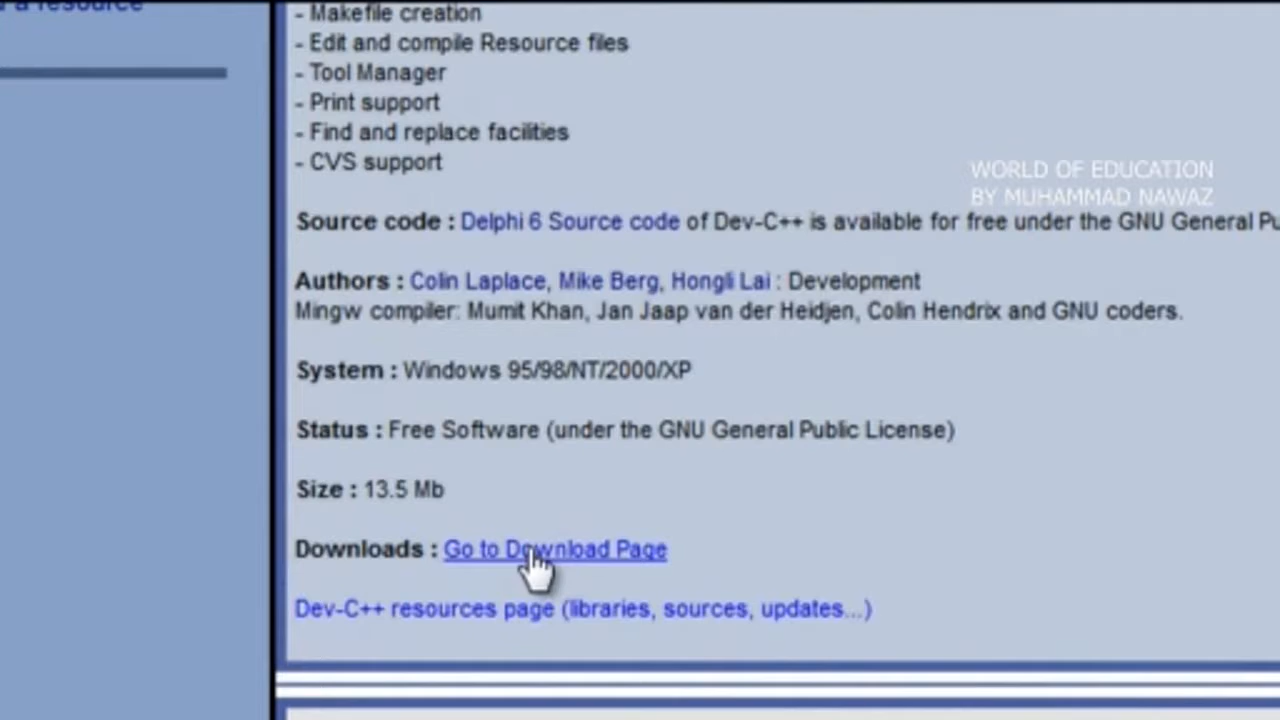 a resource
- Makefile creation
- Edit and compile Resource files
- Tool Manager
- Print support
- Find and replace facilities
- CVS support
WORLD OF EDUCATION
BY MUHAMMAD NAWAZ
Source code : Delphi 6 Source code of Dev-C++ is available for free under the GNU General Pu
Authors : Colin Laplace, Mike Berg, Hongli Lai : Development
Mingw compiler: Mumit Khan, Jan Jaap van der Heidjen, Colin Hendrix and GNU coders.
System : Windows 95/98/NT/2000/XP
Status : Free Software (under the GNU General Public License)
Size : 13.5 Mb
Downloads : Go to Download Page
Dev-C++ resources page (libraries, sources, updates...)